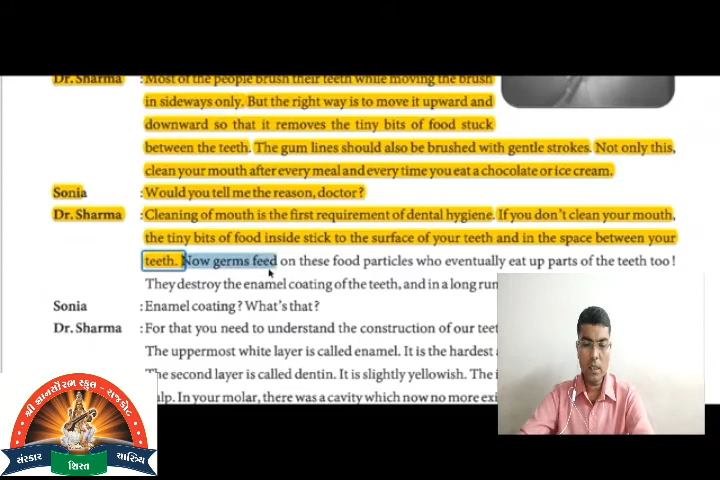 Dr. Sharma : Most of the people brush their teeth while moving the brush
in sideways only. But the right way is to move it upward and
downward so that it removes the tiny bits of food stuck
between the teeth. The gum lines should also be brushed with gentle strokes. Not only this,
clean your mouth after every meal and every time you eat a chocolate or ice cream.
Sonia : Would you tell me the reason, doctor?
Dr. Sharma : Cleaning of mouth is the first requirement of dental hygiene. If you don't clean your mouth,
the tiny bits of food inside stick to the surface of your teeth and in the space between your
teeth. Now germs feed on these food particles who eventually eat up parts of the teeth too!
They destroy the enamel coating of the teeth, and in a long run
Sonia : Enamel coating? What's that?
Dr. Sharma : For that you need to understand the construction of our teet
The uppermost white layer is called enamel. It is the hardest
The second layer is called dentin. It is slightly yellowish. The i
ulp. In your molar, there was a cavity which now no more exi
શ્રી જ્ઞાનસૌરભ સ્કુલ - રાજકોટ
સંસ્કાર
શિસ્ત
ચારિત્ર્ય